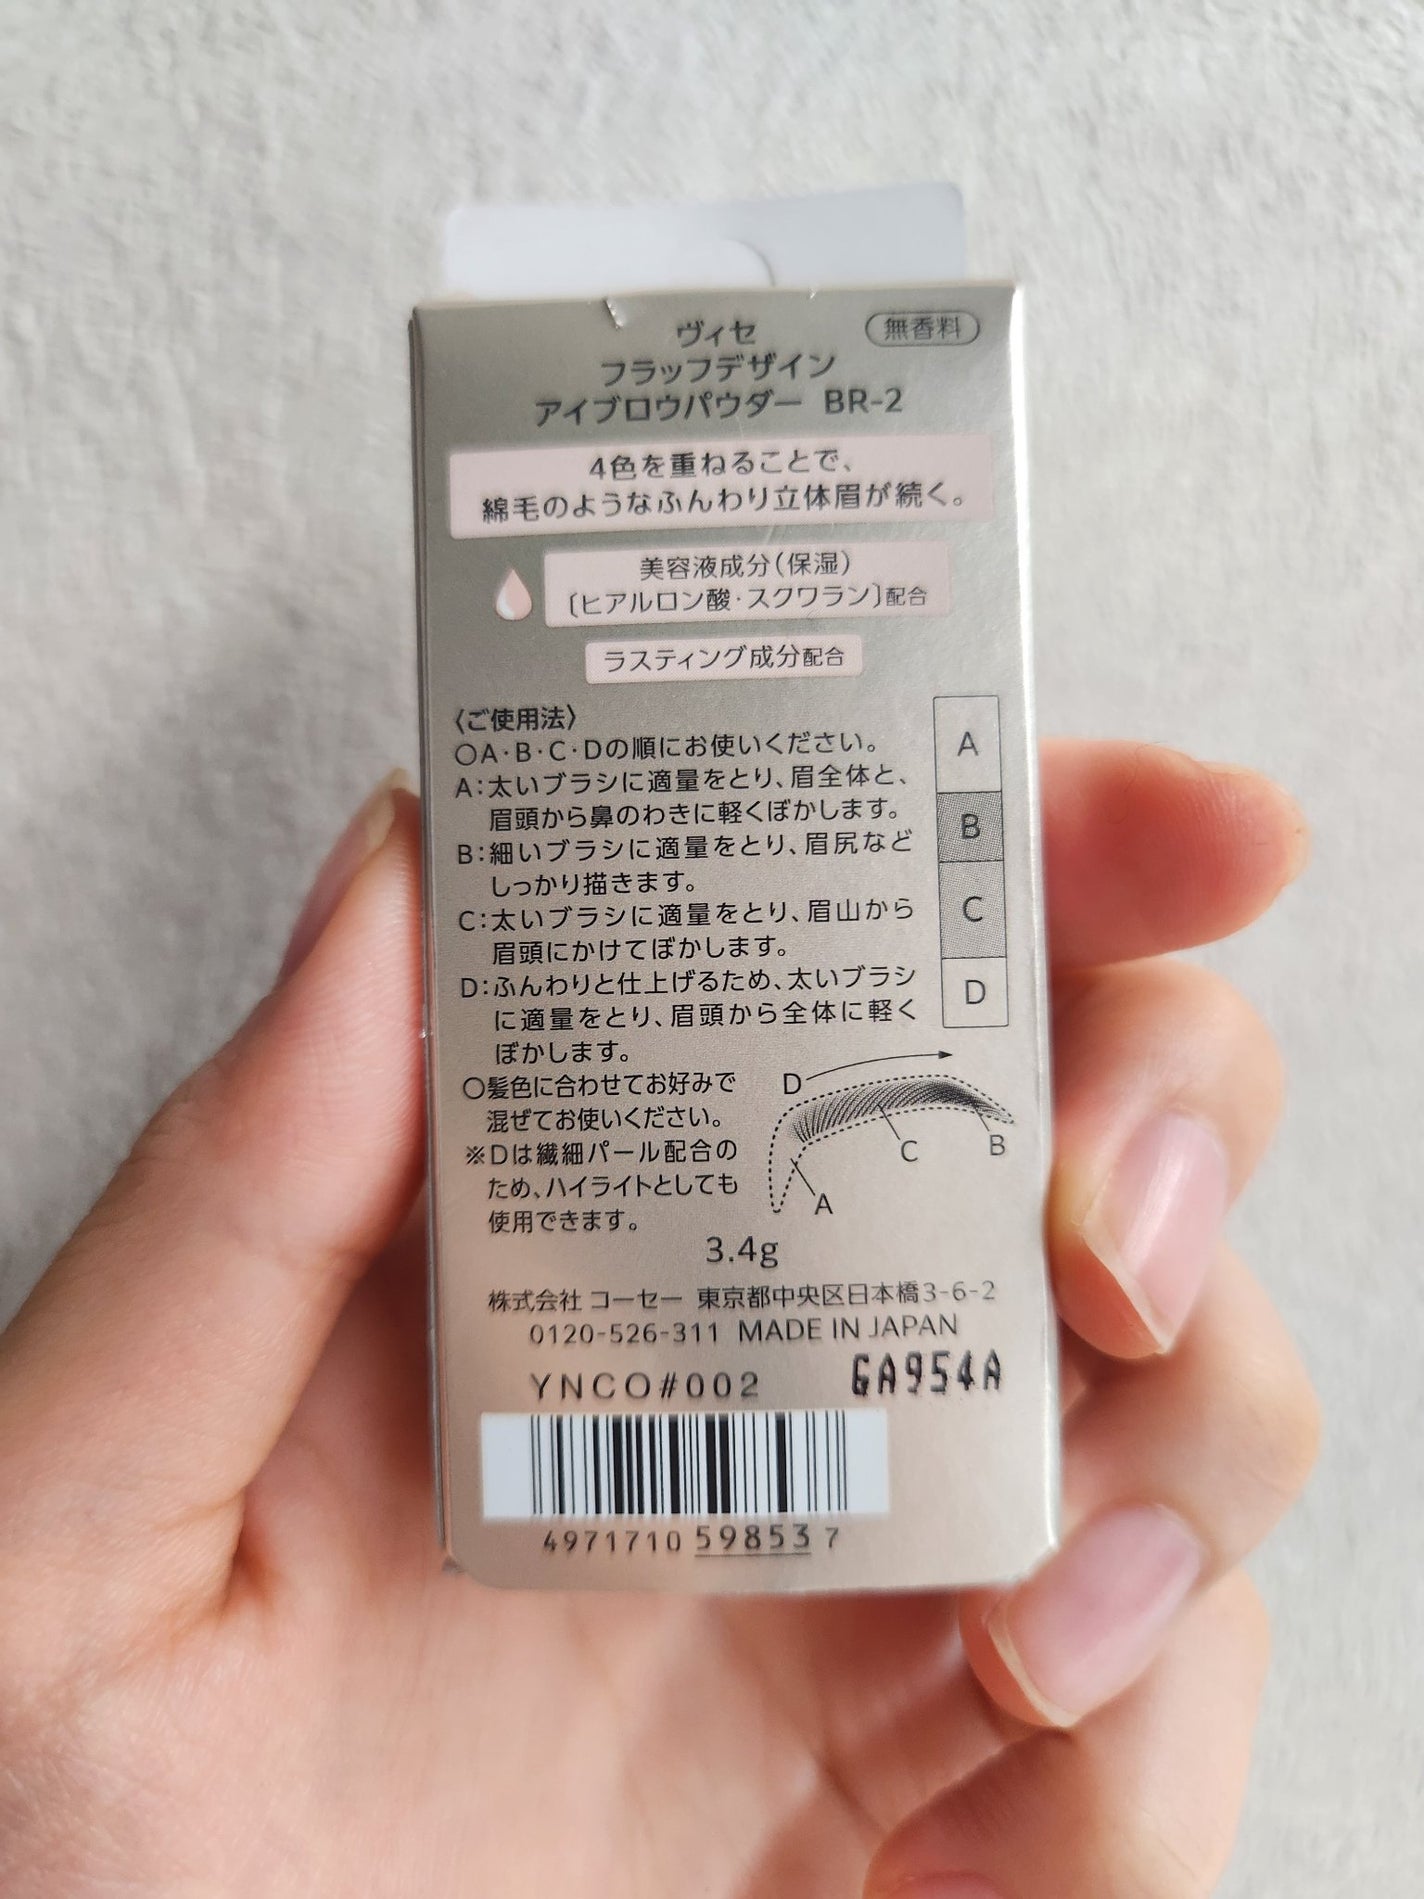 ヴィセ
無香料
フラッフデザイン
アイブロウパウダー BR-2
4色を重ねることで、
綿毛のようなふんわり立体眉が続く。
美容液成分(保湿)
〔ヒアルロン酸・スクワラン〕配合
ラスティング成分配合
〈ご使用法〉
○A・B・C・Dの順にお使いください。
A:太いブラシに適量をとり、眉全体と、
眉頭から鼻のわきに軽くぼかします。
B:細いブラシに適量をとり、眉尻など
しっかり描きます。
C:太いブラシに適量をとり、眉山から
眉頭にかけてぼかします。
D:ふんわりと仕上げるため、太いブラシ
に適量をとり、眉頭から全体に軽く
ぼかします。
○髪色に合わせてお好みで
混ぜてお使いください。
※Dは繊細パール配合の
ため、ハイライトとしても
使用できます。
A
B
C
D
D
C
B
A
3.4g
株式会社 コーセー 東京都中央区日本橋3-6-2
0120-526-311 MADE IN JAPAN
YNCO#002
GA954A
4971710 59853 7